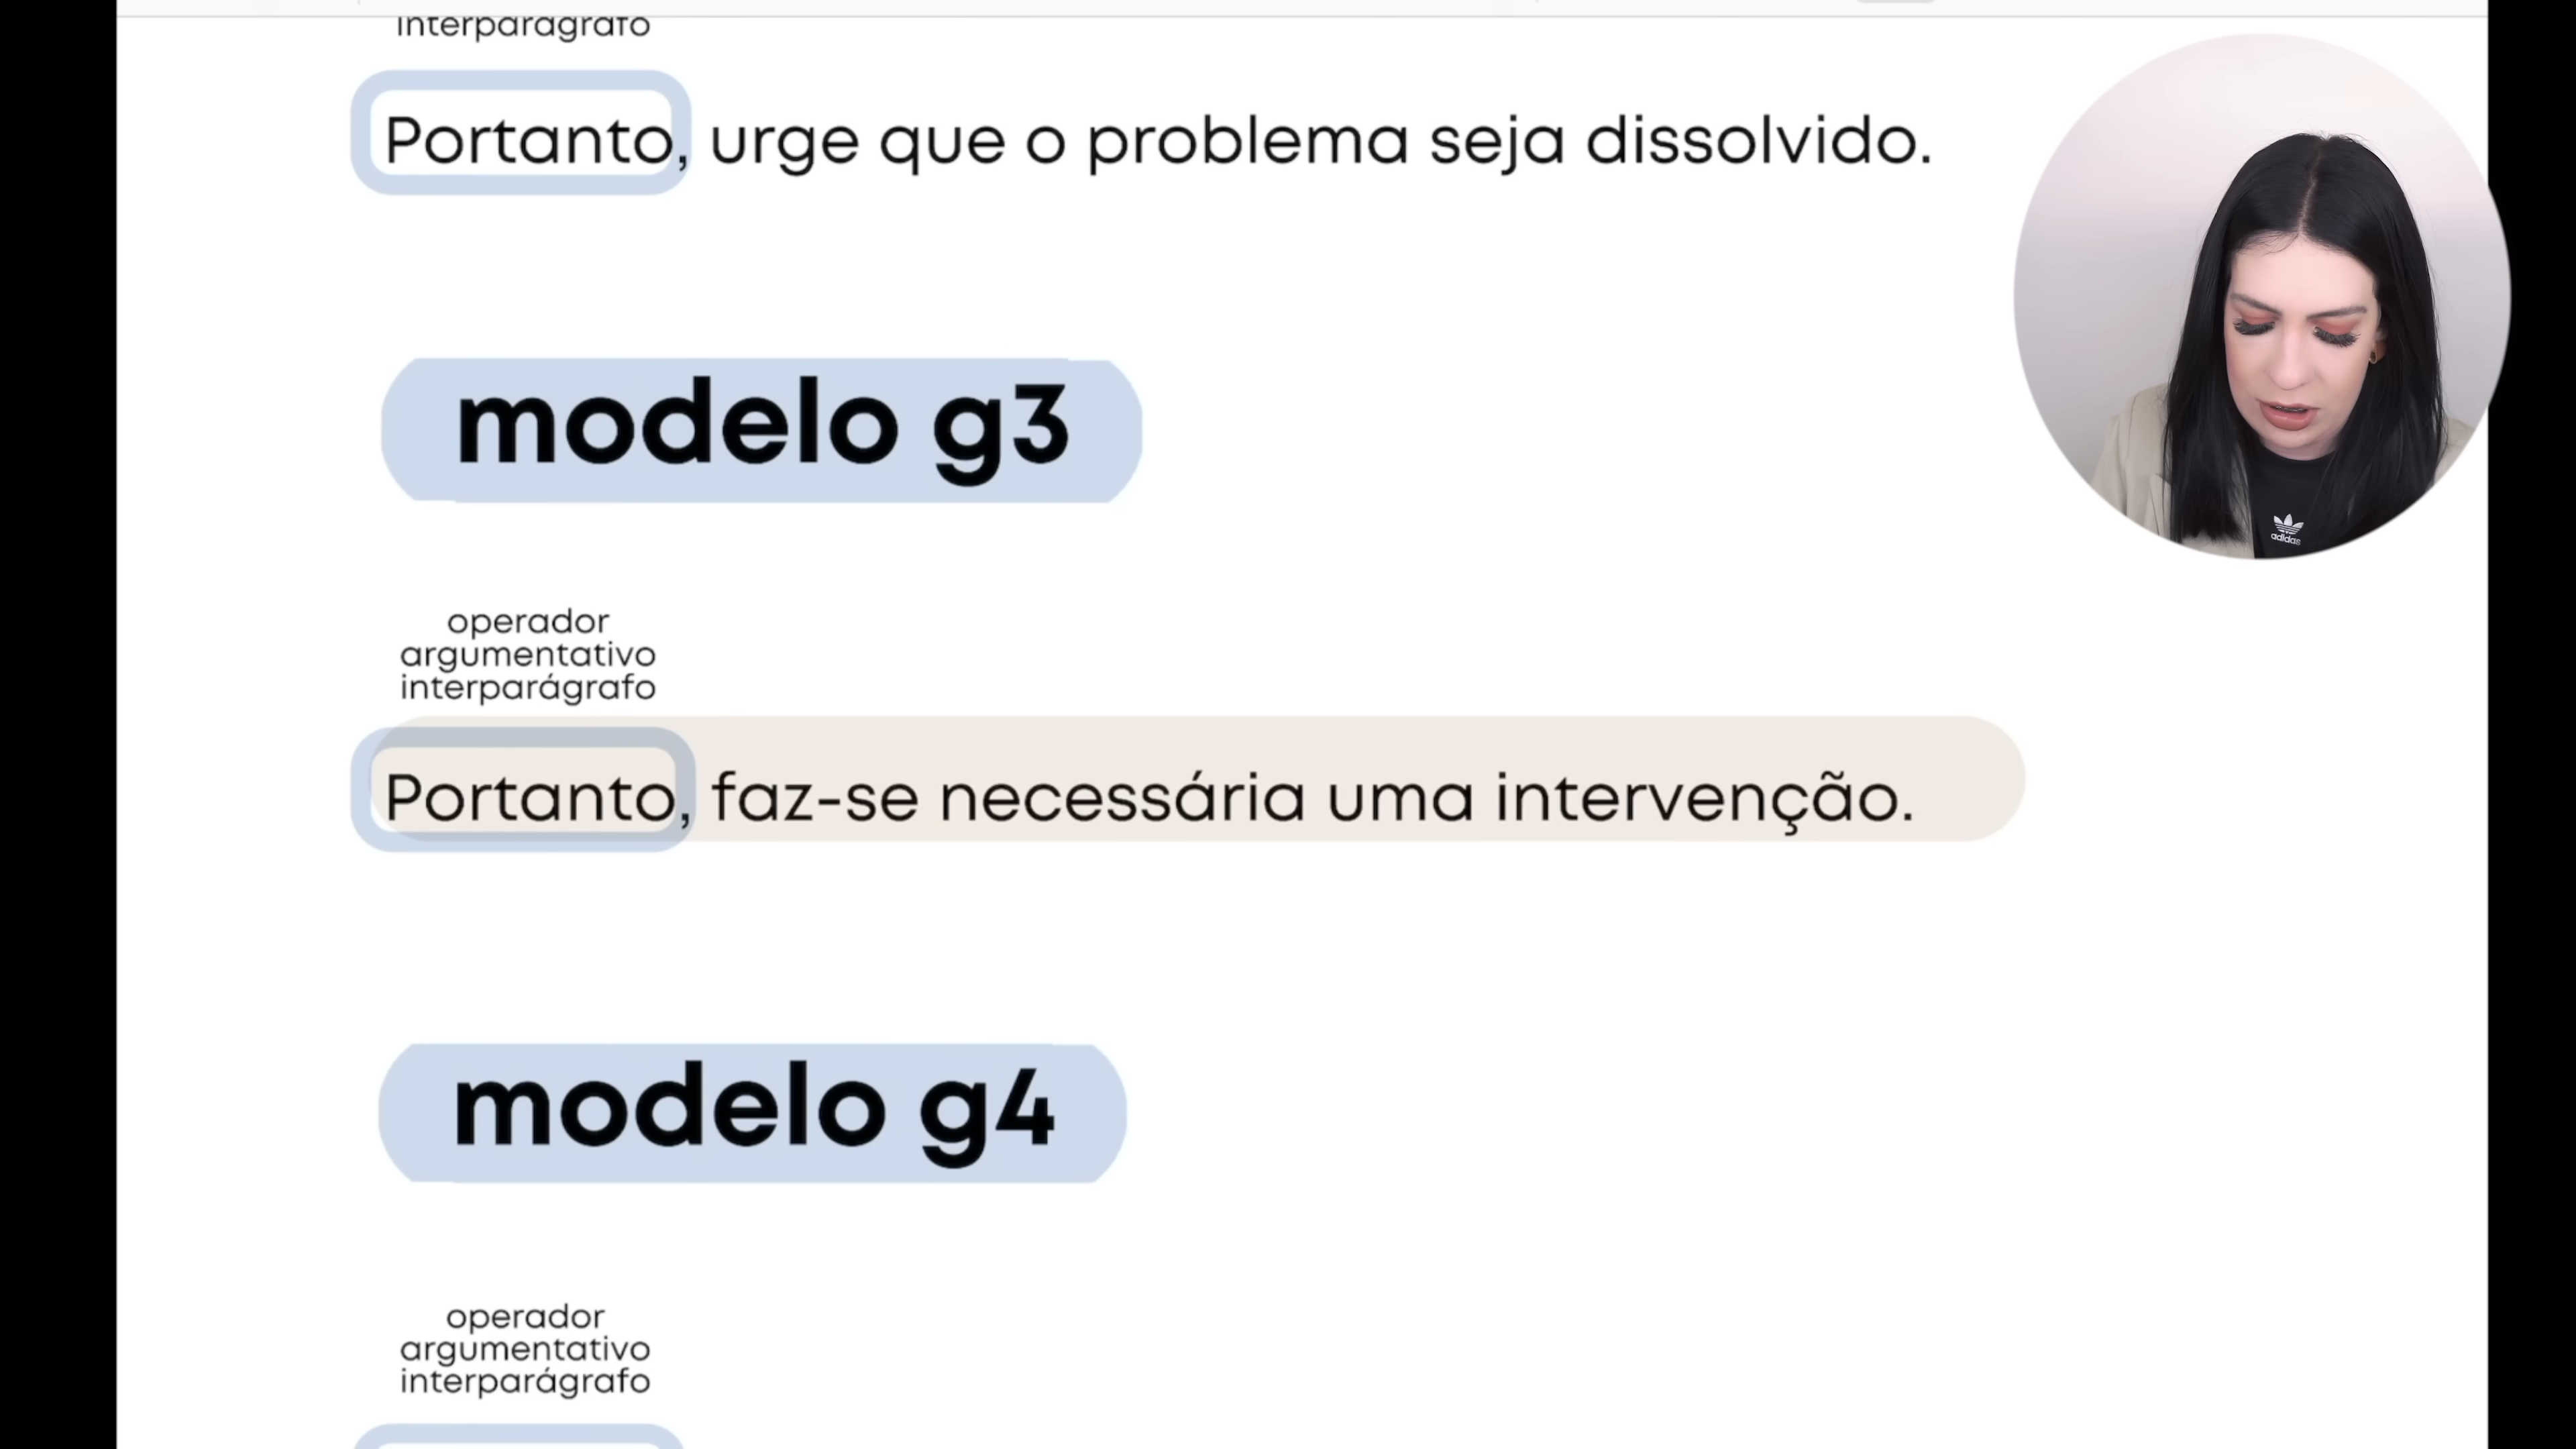 interparágrafo
Portanto, urge que o problema seja dissolvido.
modelo g3
operador
argumentativo
interparágrafo
Portanto, faz-se necessária uma intervenção.
modelo g4
operador
argumentativo
interparágrafo
adidas